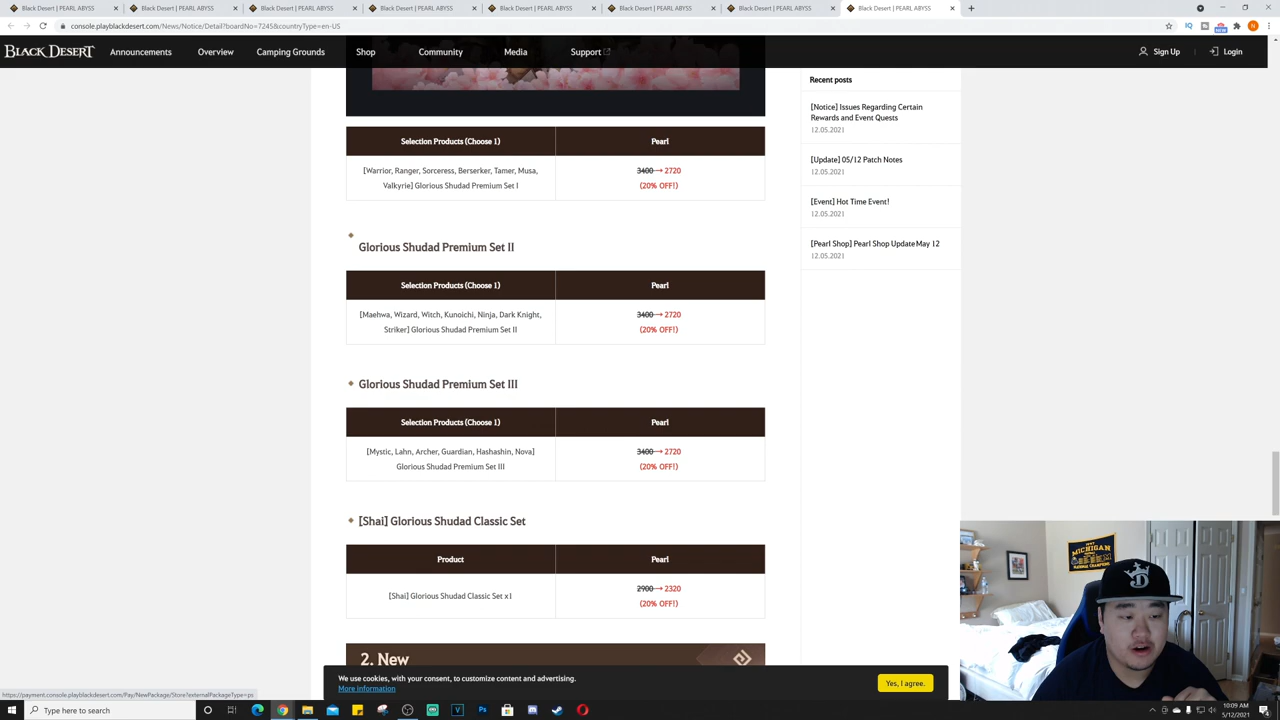 Black Desert | PEARL ABYSS
Black Desert | PEARL ABYSS
Black Desert | PEARL ABYSS
Black Desert | PEARL ABYSS
Black Desert | PEARL ABYSS
Black Desert | PEARL ABYSS
Black Desert | PEARL ABYSS
Black Desert | PEARL ABYSS
console.playblackdesert.com/News/Notice/Detail?boardNo=7245&countryType=en-US
BLACK DESERT
Announcements
Overview
Camping Grounds
Shop
Community
Media
Support
Sign Up
Login
Selection Products (Choose 1)
Pearl
[Warrior, Ranger, Sorceress, Berserker, Tamer, Musa,
Valkyrie] Glorious Shudad Premium Set I
3400→ 2720
(20% OFF!)
Glorious Shudad Premium Set II
Selection Products (Choose 1)
Pearl
[Maehwa, Wizard, Witch, Kunoichi, Ninja, Dark Knight,
Striker] Glorious Shudad Premium Set II
3400→ 2720
(20% OFF!)
Glorious Shudad Premium Set III
Selection Products (Choose 1)
Pearl
[Mystic, Lahn, Archer, Guardian, Hashashin, Nova]
Glorious Shudad Premium Set III
3400→ 2720
(20% OFF!)
[Shai] Glorious Shudad Classic Set
Product
Pearl
[Shai] Glorious Shudad Classic Set x1
2900→ 2320
(20% OFF!)
2. New
Recent posts
[Notice] Issues Regarding Certain
Rewards and Event Quests
12.05.2021
[Update] 05/12 Patch Notes
12.05.2021
[Event] Hot Time Event!
12.05.2021
[Pearl Shop] Pearl Shop Update May 12
12.05.2021
We use cookies, with your consent, to customize content and advertising.
More information
Yes, I agree.
https://payment.console.playblackdesert.com/Pay/NewPackage/Store?externalPackageType=ps
MICHIGAN
Type here to search
10:09 AM
5/12/2021